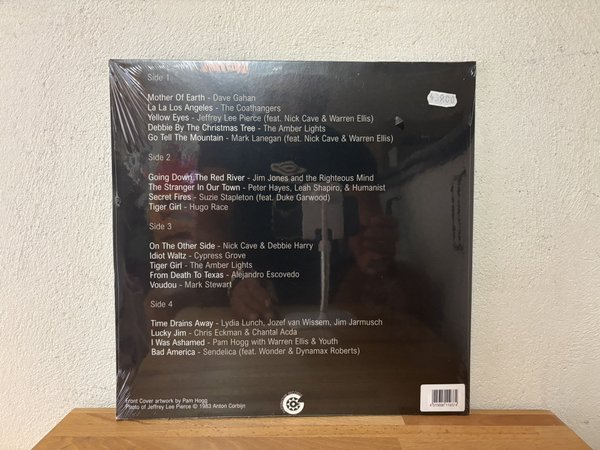 Side 1
Mother Of Earth - Dave Gahan
La La Los Angeles - The Coathangers
Yellow Eyes - Jeffrey Lee Pierce (feat. Nick Cave & Warren Ellis)
Debbie By The Christmas Tree - The Amber Lights
Go Tell The Mountain - Mark Lanegan (feat. Nick Cave & Warren Ellis)
Side 2
Going Down The Red River - Jim Jones and the Righteous Mind
The Stranger In Our Town - Peter Hayes, Leah Shapiro, & Humanist
Secret Fires - Suzie Stapleton (feat. Duke Garwood)
Tiger Girl - Hugo Race
Side 3
On The Other Side - Nick Cave & Debbie Harry
Idiot Waltz - Cypress Grove
Tiger Girl - The Amber Lights
From Death To Texas - Alejandro Escovedo
Voudou - Mark Stewart
Side 4
Time Drains Away - Lydia Lunch, Jozef van Wissem, Jim Jarmusch
Lucky Jim - Chris Eckman & Chantal Acda
I Was Ashamed - Pam Hogg with Warren Ellis & Youth
Bad America - Sendelica (feat. Wonder & Dynamax Roberts)
Front Cover artwork by Pam Hogg
Photo of Jeffrey Lee Pierce © 1983 Anton Corbijn